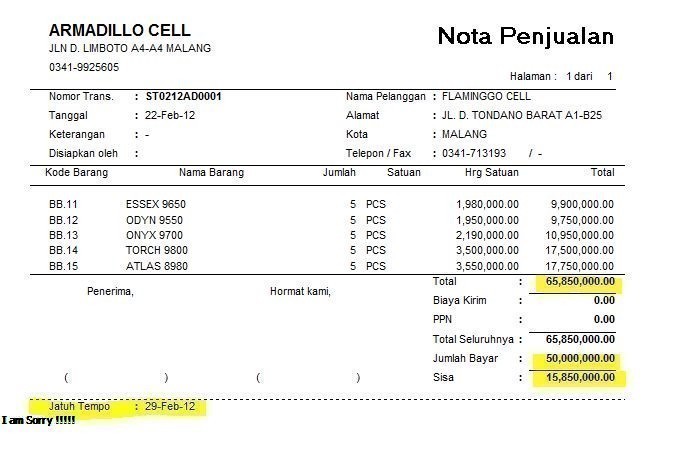 ARMADILLO CELL
Nota Penjualan
JLN D. LIMBOTO A4-A4 MALANG
0341-9925605
Halaman : 1 dari 1
Nomor Trans. : ST0212AD0001 Nama Pelanggan : FLAMINGGO CELL
Tanggal : 22-Feb-12 Alamat : JL. D. TONDANO BARAT A1-B25
Keterangan : - Kota : MALANG
Disiapkan oleh : Telepon / Fax : 0341-713193 / -
Kode Barang Nama Barang Jumlah Satuan Hrg Satuan Total
BB.11 ESSEX 9650 5 PCS 1,980,000.00 9,900,000.00
BB.12 ODYN 9550 5 PCS 1,950,000.00 9,750,000.00
BB.13 ONYX 9700 5 PCS 2,190,000.00 10,950,000.00
BB.14 TORCH 9800 5 PCS 3,500,000.00 17,500,000.00
BB.15 ATLAS 8980 5 PCS 3,550,000.00 17,750,000.00
Total : 65,850,000.00
Penerima, Hormat kami,
Biaya Kirim : 0.00
PPN : 0.00
Total Seluruhnya : 65,850,000.00
Jumlah Bayar : 50,000,000.00
( ) ( ) Sisa : 15,850,000.00
Jatuh Tempo : 29-Feb-12
I am Sorry !!!!!